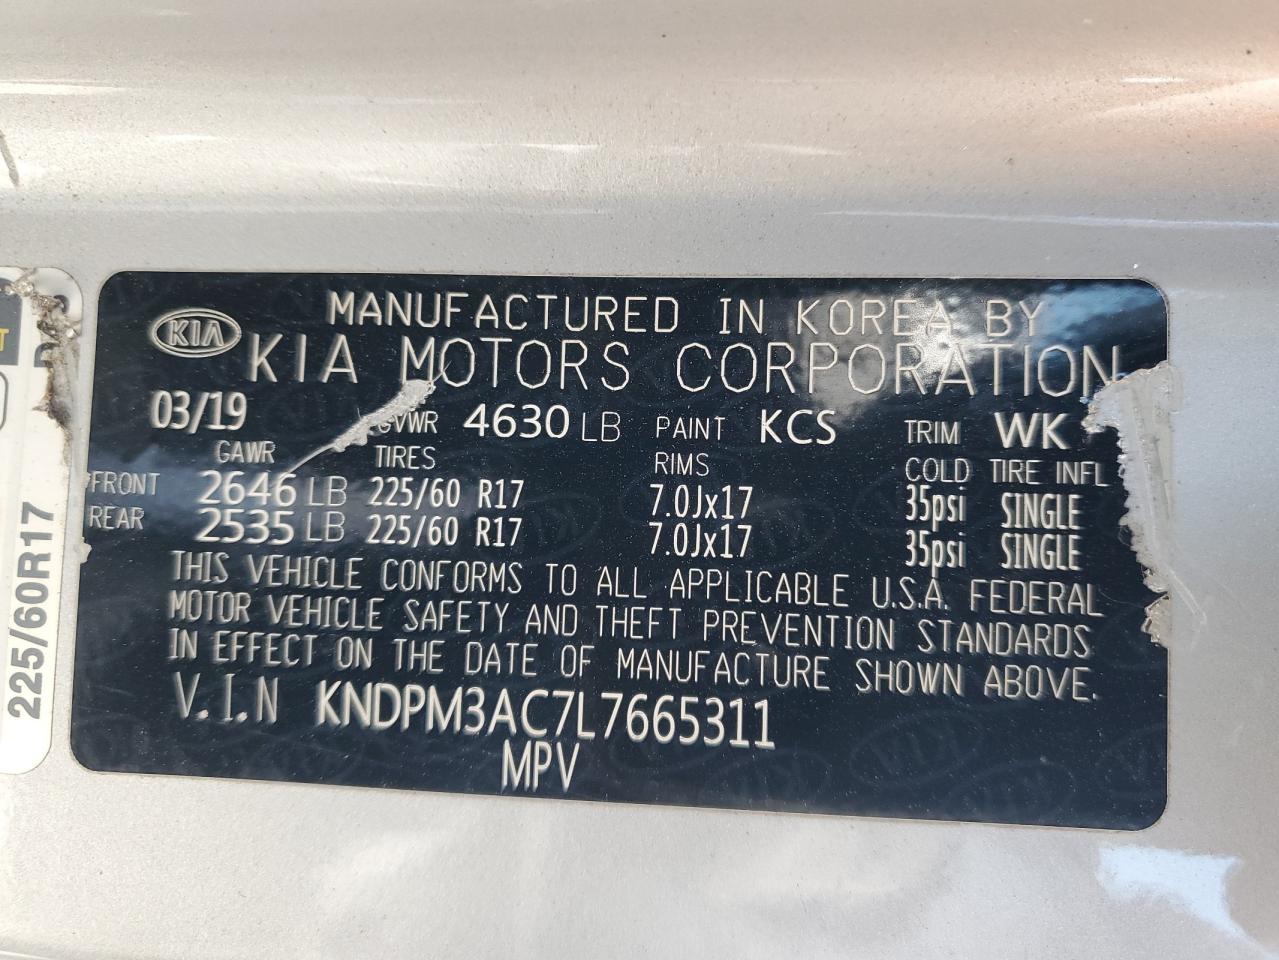 MANUFACTURED IN KOREA BY
KIA
KIA MOTORS CORPORATION
03/19 GVWR 4630 LB PAINT KCS TRIM WK
GAWR TIRES RIMS COLD TIRE INFL
FRONT 2646 LB 225/60 R17 7.0Jx17 35psi SINGLE
REAR 2535 LB 225/60 R17 7.0Jx17 35psi SINGLE
THIS VEHICLE CONFORMS TO ALL APPLICABLE U.S.A. FEDERAL
MOTOR VEHICLE SAFETY AND THEFT PREVENTION STANDARDS
IN EFFECT ON THE DATE OF MANUFACTURE SHOWN ABOVE.
V.I.N KNDPM3AC7L7665311
MPV
225/60R17